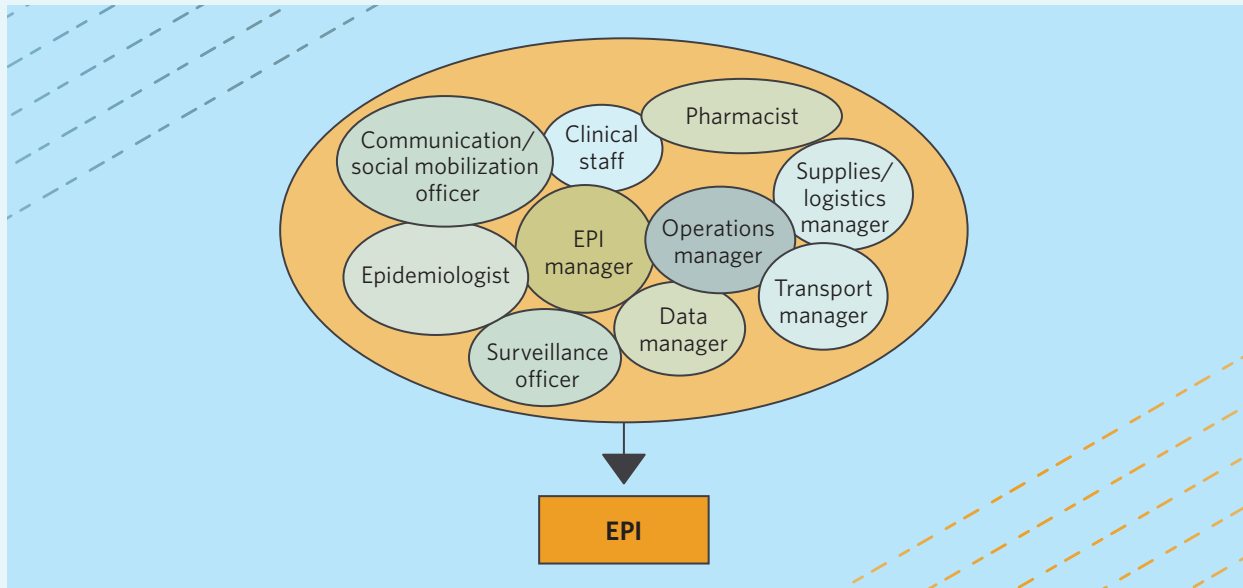 Pharmacist
Communication/
social mobilization
officer
Clinical
staff
Supplies/
logistics
manager
EPI
manager
Operations
manager
Epidemiologist
Transport
manager
Data
manager
Surveillance
officer
EPI